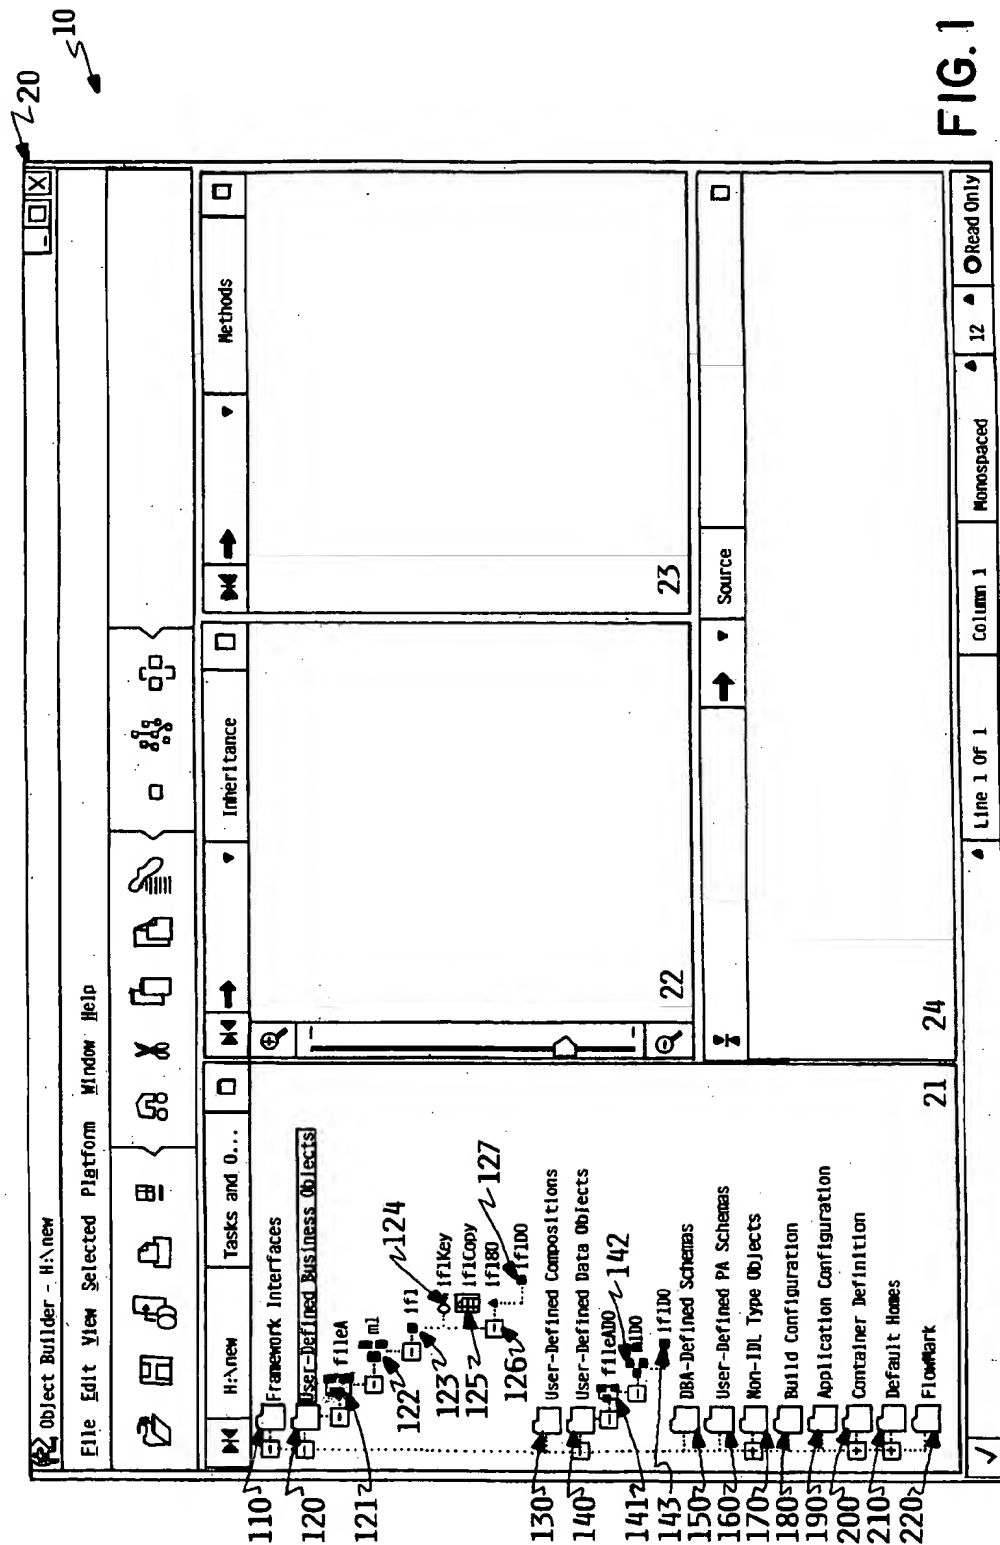 20
10
Object Builder - H:\new
File Edit View Selected Platform Window Help
H:\new
Tasks and O...
Inheritance
Methods
110
Framework Interfaces
120
User-Defined Business Objects
121
fileA
122
m1
123
if1
124
if1Key
125
if1Copy
126
if1BO
127
if1DO
130
User-Defined Compositions
140
User-Defined Data Objects
141
fileADO
142
m1DO
143
if1DO
150
DBA-Defined Schemas
160
User-Defined PA Schemas
170
Non-IDL Type Objects
180
Build Configuration
190
Application Configuration
200
Container Definition
210
Default Homes
220
FlowMark
21
22
23
Source
24
Line 1 Of 1
Column 1
Monospaced
12
Read Only
FIG. 1